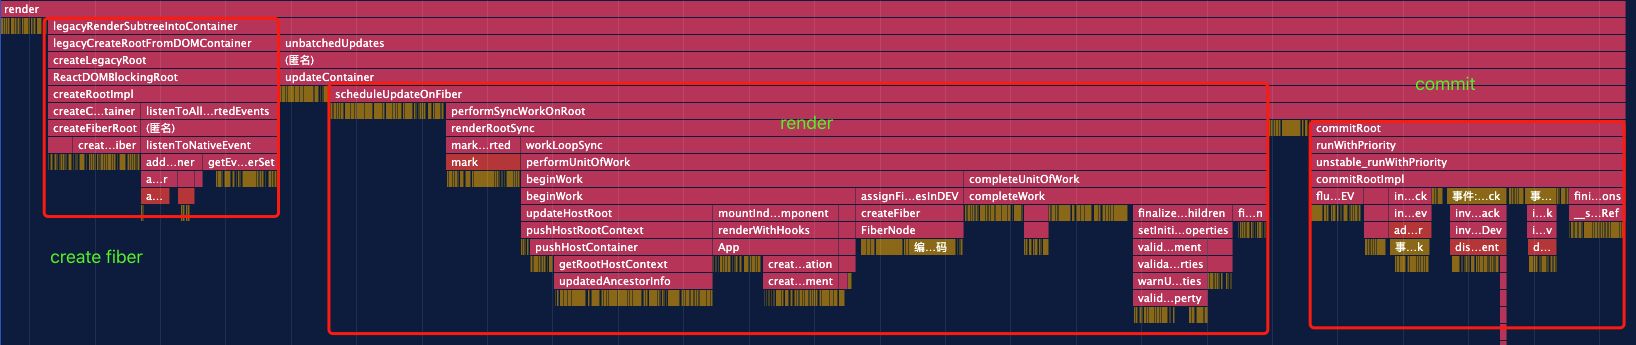 render
legacyRenderSubtreeIntoContainer
legacyCreateRootFromDOMContainer unbatchedUpdates
createLegacyRoot (匿名)
ReactDOMBlockingRoot updateContainer
createRootImpl scheduleUpdateOnFiber commit
createC...tainer listenToAll...rtedEvents performSyncWorkOnRoot
createFiberRoot (匿名) renderRootSync render commitRoot
creat...iber listenToNativeEvent mark...rted workLoopSync runWithPriority
add...ner getEv...erSet mark performUnitOfWork unstable_runWithPriority
a...r beginWork completeUnitOfWork commitRootImpl
a... beginWork assignFi...esInDEV completeWork flu...EV in...ck 事件:...ck 事... fini...ons
updateHostRoot mountInd...mponent createFiber finalize...hildren fi...n in...ev inv...ack i...k __s...Ref
pushHostRootContext renderWithHooks FiberNode setIniti...operties ad...r inv...Dev i...v
create fiber pushHostContainer App 编...码 valid...ment 事...k dis...ent d...
getRootHostContext creat...ation valida...rties
updatedAncestorInfo creat...ment warnU...ties
valid...perty